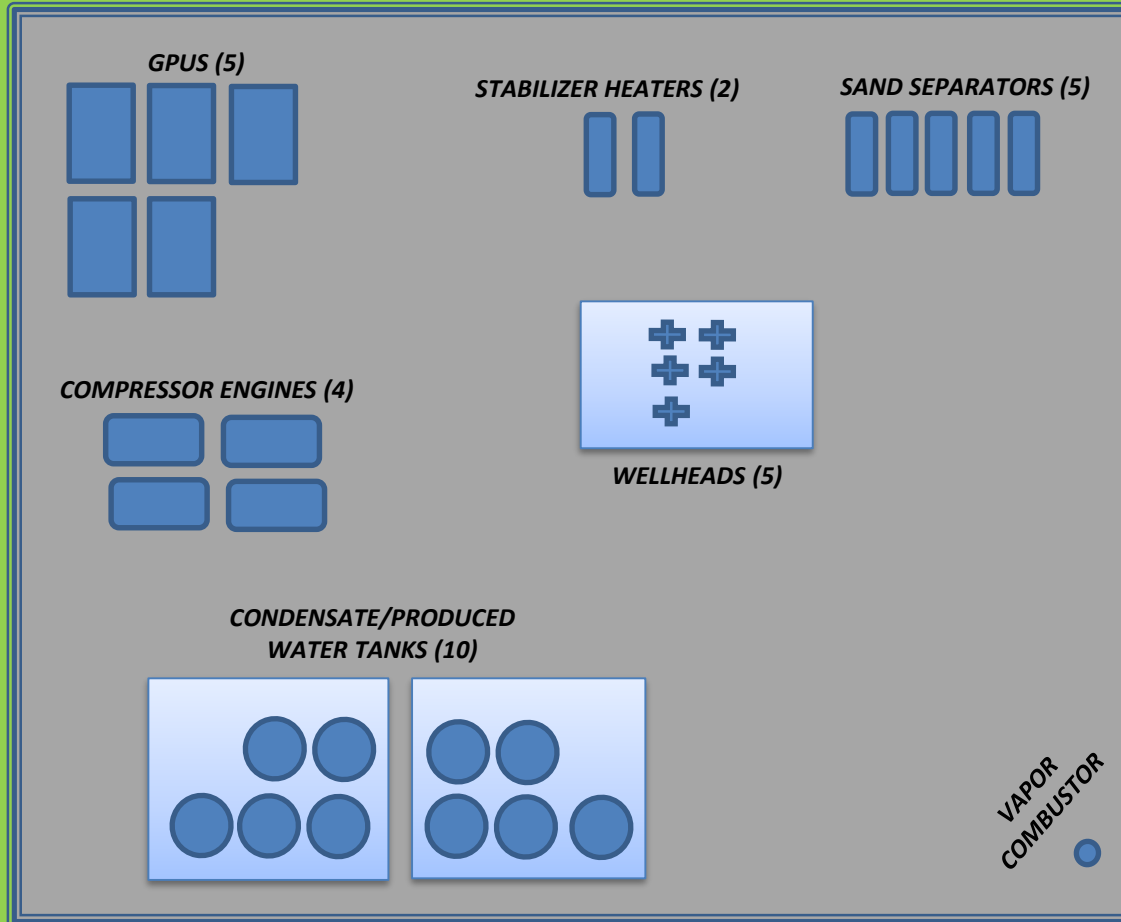 GPUS (5)
STABILIZER HEATERS (2)
SAND SEPARATORS (5)
COMPRESSOR ENGINES (4)
WELLHEADS (5)
CONDENSATE/PRODUCED
WATER TANKS (10)
VAPOR
COMBUSTOR